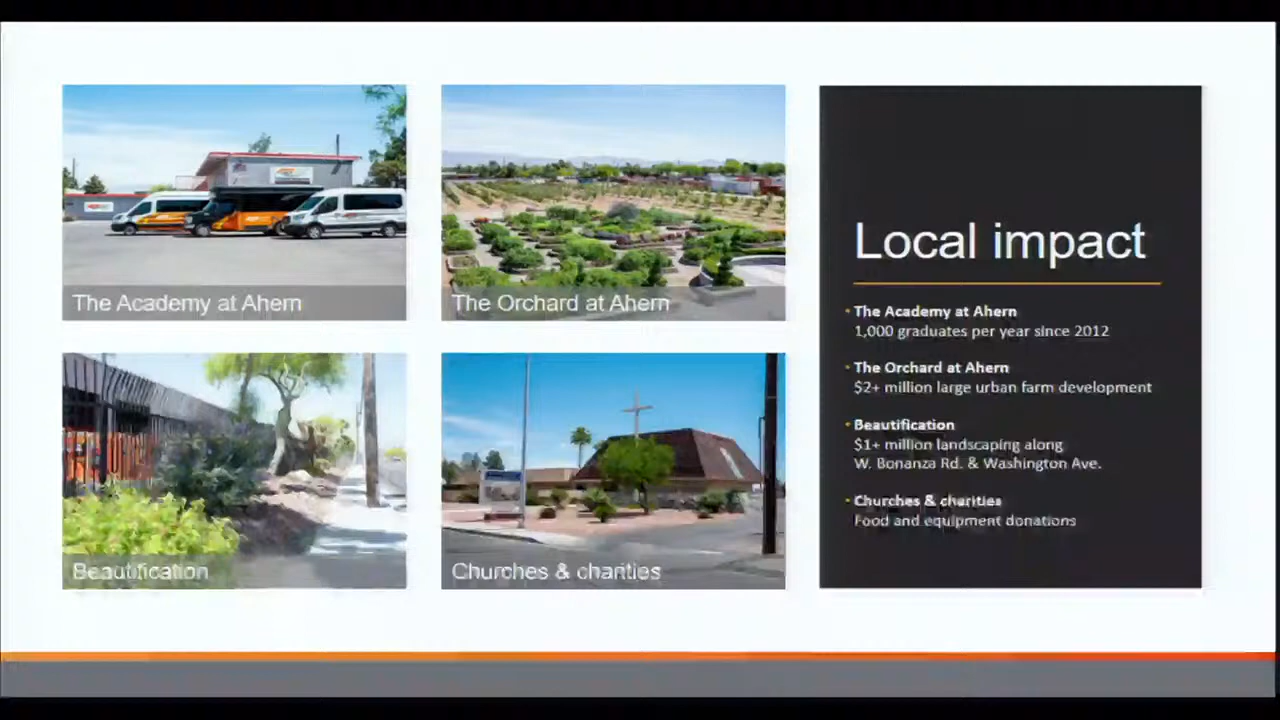 The Academy at Ahern
The Orchard at Ahern
Beautification
Churches & charities
Local impact
• The Academy at Ahern
1,000 graduates per year since 2012
• The Orchard at Ahern
$2+ million large urban farm development
• Beautification
$1+ million landscaping along
W. Bonanza Rd. & Washington Ave.
• Churches & charities
Food and equipment donations